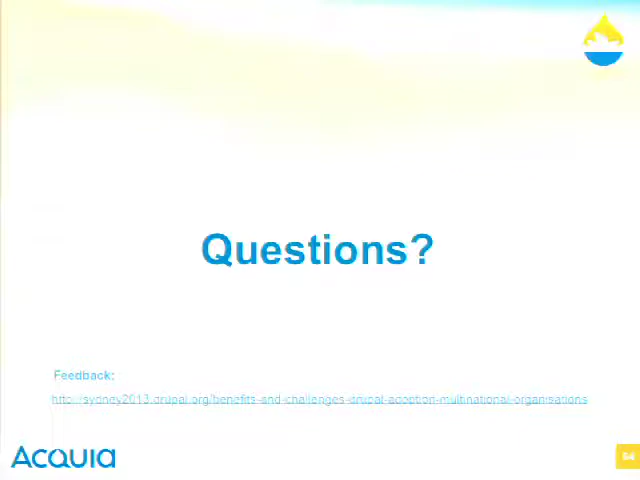 Questions?
Feedback:
http://sydney2013.drupal.org/benefits-and-challenges-drupal-adoption-multinational-organisations
Acquia